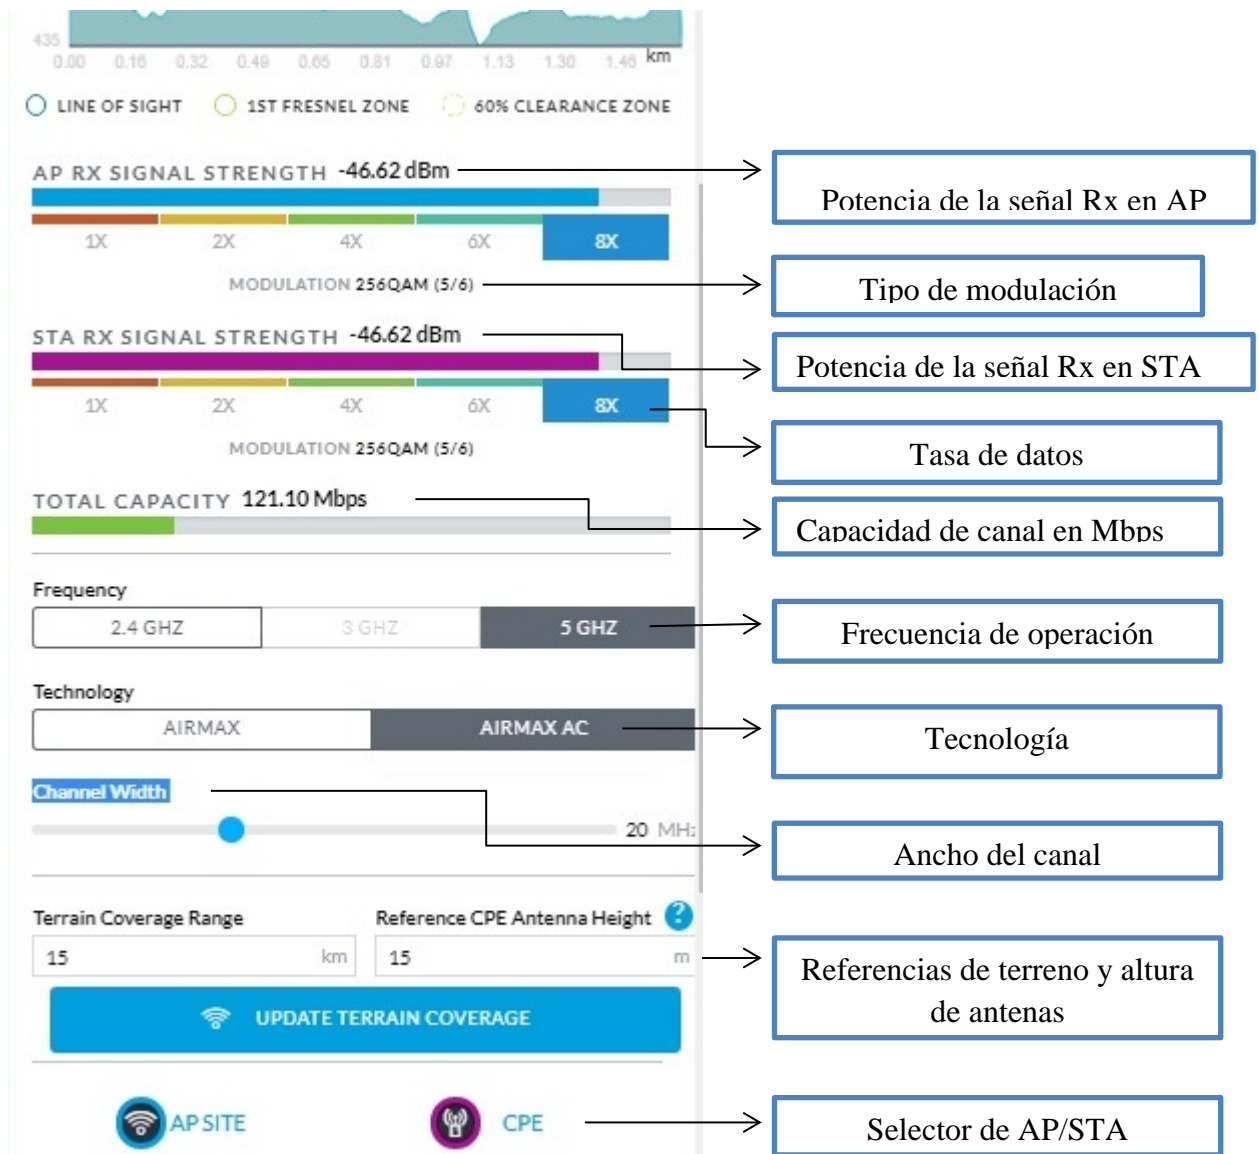 435
0.00 0.16 0.32 0.49 0.65 0.81 0.97 1.13 1.30 1.46 km
LINE OF SIGHT 1ST FRESNEL ZONE 60% CLEARANCE ZONE
AP RX SIGNAL STRENGTH -46.62 dBm
Potencia de la señal Rx en AP
1X 2X 4X 6X 8X
MODULATION 256QAM (5/6)
Tipo de modulación
STA RX SIGNAL STRENGTH -46.62 dBm
Potencia de la señal Rx en STA
1X 2X 4X 6X 8X
MODULATION 256QAM (5/6)
Tasa de datos
TOTAL CAPACITY 121.10 Mbps
Capacidad de canal en Mbps
Frequency
2.4 GHZ 3 GHZ 5 GHZ
Frecuencia de operación
Technology
AIRMAX AIRMAX AC
Tecnología
Channel Width
20 MHz
Ancho del canal
Terrain Coverage Range Reference CPE Antenna Height ?
15 km 15 m
Referencias de terreno y altura
de antenas
UPDATE TERRAIN COVERAGE
AP SITE CPE
Selector de AP/STA